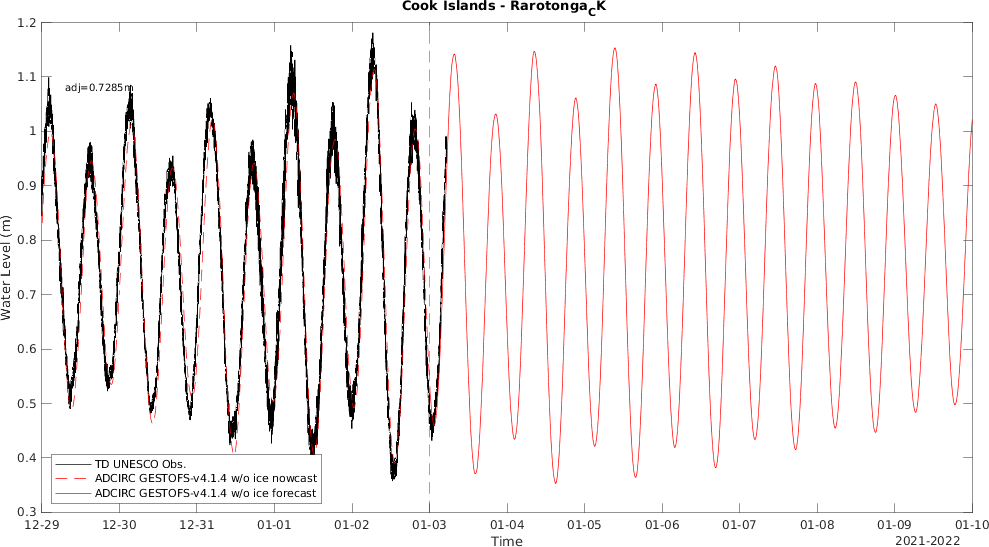 Cook Islands - Rarotonga_CK
1.2
1.1
1
0.9
0.8
0.7
0.6
0.5
0.4
0.3
Water Level (m)
adj=0.7285m
TD UNESCO Obs.
ADCIRC GESTOFS-v4.1.4 w/o ice nowcast
ADCIRC GESTOFS-v4.1.4 w/o ice forecast
12-29 12-30 12-31 01-01 01-02 01-03 01-04 01-05 01-06 01-07 01-08 01-09 01-10
Time
2021-2022